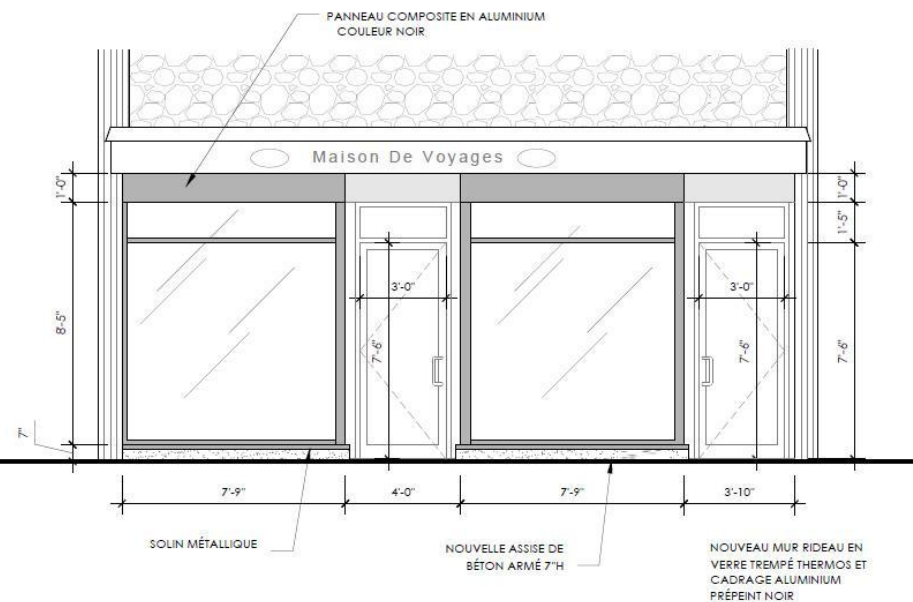 PANNEAU COMPOSITE EN ALUMINIUM
COULEUR NOIR
Maison De Voyages
1'-0"
1'-0"
1'-5"
3'-0"
3'-0"
8'-5"
7'-6"
7'-6"
7'-6"
7"
7'-9"
4'-0"
7'-9"
3'-10"
SOLIN MÉTALLIQUE
NOUVELLE ASSISE DE
BÉTON ARMÉ 7"H
NOUVEAU MUR RIDEAU EN
VERRE TREMPÉ THERMOS ET
CADRAGE ALUMINIUM
PRÉPEINT NOIR